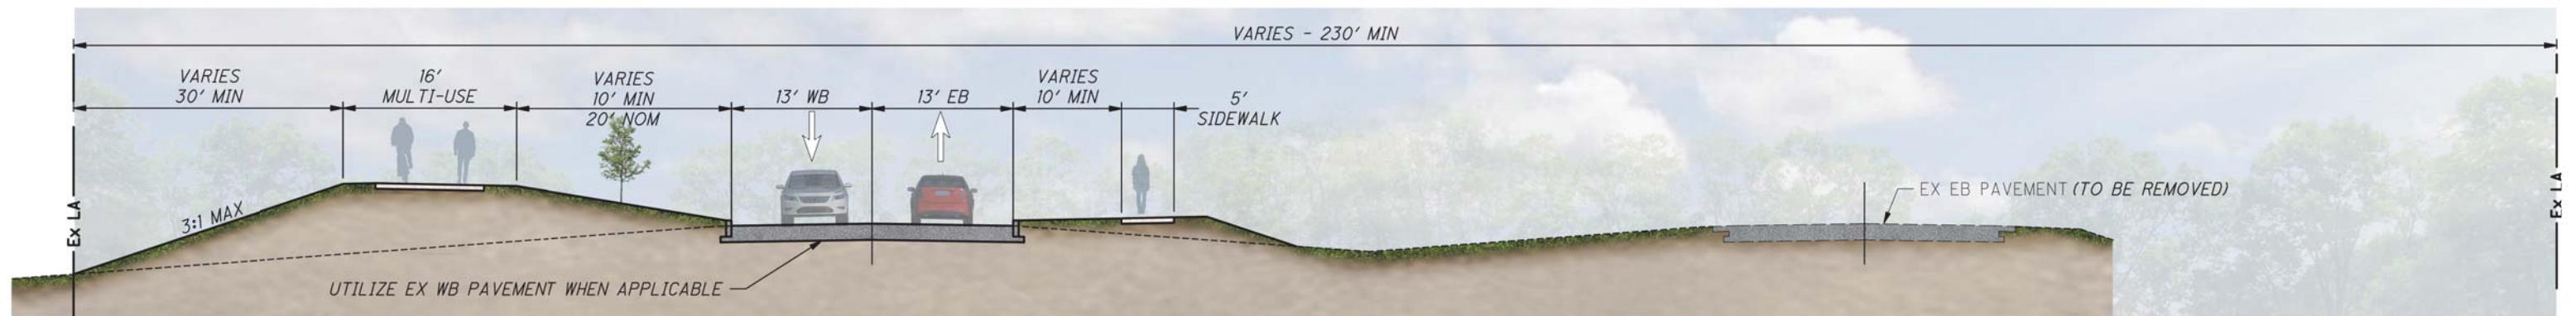 VARIES - 230' MIN
VARIES
30' MIN
16'
MULTI-USE
VARIES
10' MIN
20' NOM
13' WB
13' EB
VARIES
10' MIN
5'
SIDEWALK
Ex LA
3:1 MAX
EX EB PAVEMENT (TO BE REMOVED)
Ex LA
UTILIZE EX WB PAVEMENT WHEN APPLICABLE